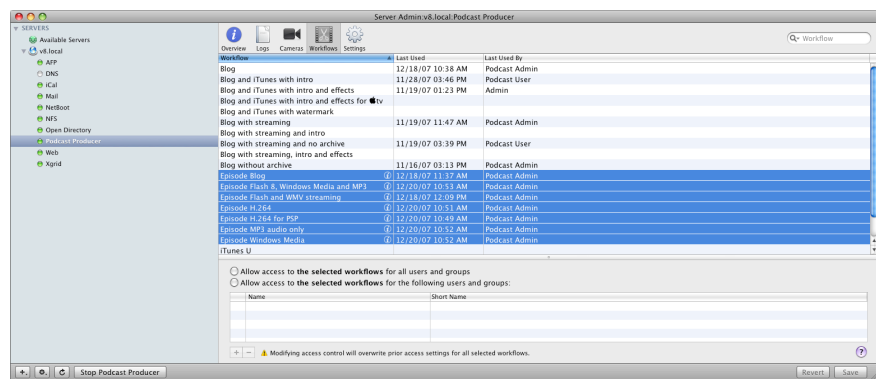 Server Admin:v8.local:Podcast Producer
SERVERS
Available Servers
v8.local
AFP
DNS
iCal
Mail
NetBoot
NFS
Open Directory
Podcast Producer
Web
Xgrid
Overview Logs Cameras Workflows Settings
Workflow
Workflow Last Used Last Used By
Blog 12/18/07 10:38 AM Podcast Admin
Blog and iTunes with intro 11/28/07 03:46 PM Podcast User
Blog and iTunes with intro and effects 11/19/07 01:23 PM Admin
Blog and iTunes with intro and effects for tv
Blog and iTunes with watermark
Blog with streaming 11/19/07 11:47 AM Podcast Admin
Blog with streaming and intro
Blog with streaming and no archive 11/19/07 03:39 PM Podcast User
Blog with streaming, intro and effects
Blog without archive 11/16/07 03:13 PM Podcast Admin
Episode Blog 12/18/07 11:37 AM Podcast Admin
Episode Flash 8, Windows Media and MP3 12/20/07 10:53 AM Podcast Admin
Episode Flash and WMV streaming 12/18/07 12:09 PM Podcast Admin
Episode H.264 12/20/07 10:51 AM Podcast Admin
Episode H.264 for PSP 12/20/07 10:49 AM Podcast Admin
Episode MP3 audio only 12/20/07 10:52 AM Podcast Admin
Episode Windows Media 12/20/07 10:52 AM Podcast Admin
iTunes U
Allow access to the selected workflows for all users and groups
Allow access to the selected workflows for the following users and groups:
Name Short Name
Modifying access control will overwrite prior access settings for all selected workflows.
Stop Podcast Producer
Revert Save